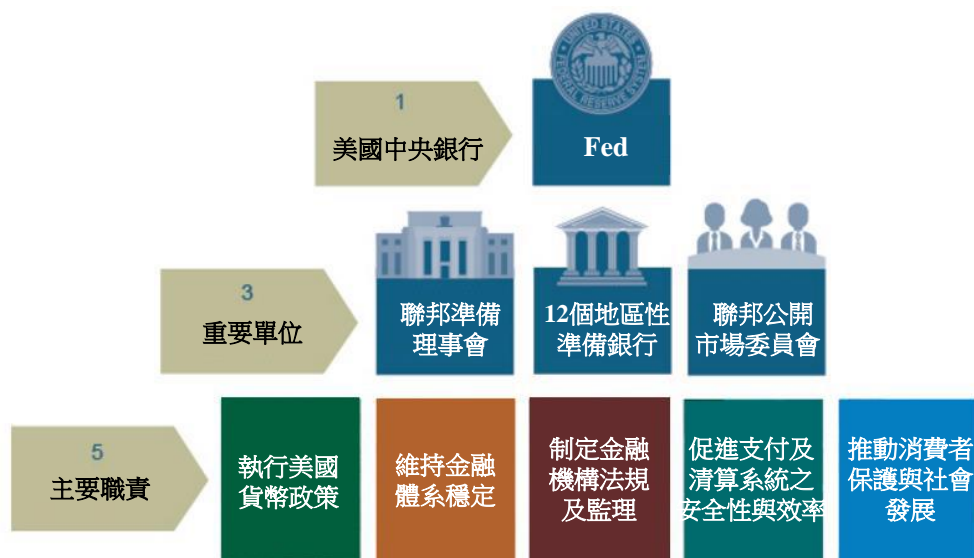 UNITED STATES
FEDERAL RESERVE SYSTEM
1
美國中央銀行
Fed
3
重要單位
聯邦準備
理事會
12個地區性
準備銀行
聯邦公開
市場委員會
5
主要職責
執行美國
貨幣政策
維持金融
體系穩定
制定金融
機構法規
及監理
促進支付及
清算系統之
安全性與效率
推動消費者
保護與社會
發展